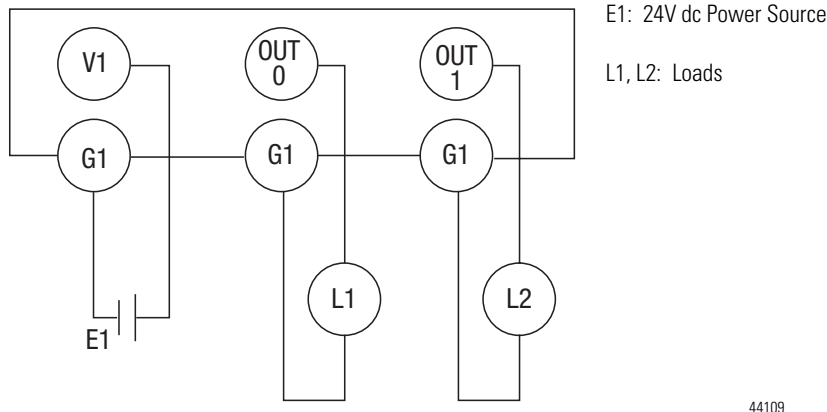 E1: 24V dc Power Source
V1
OUT
0
OUT
1
L1, L2: Loads
G1
G1
G1
L1
L2
E1
44109